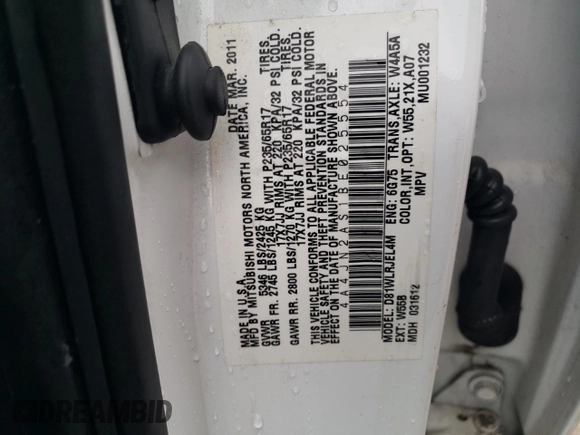 MADE IN U.S.A. DATE MAR. 2011
MFD BY MITSUBISHI MOTORS NORTH AMERICA, INC.
GVWR 5346 LBS/2425 KG
GAWR FR. 2745 LBS/1245 KG WITH P235/65R17 TIRES,
17X7JJ RIMS AT 220 KPA/32 PSI COLD.
GAWR RR. 2800 LBS/1270 KG WITH P235/65R17 TIRES,
17X7JJ RIMS AT 220 KPA/32 PSI COLD.
THIS VEHICLE CONFORMS TO ALL APPLICABLE FEDERAL MOTOR
VEHICLE SAFETY AND THEFT PREVENTION STANDARDS IN
EFFECT ON THE DATE OF MANUFACTURE SHOWN ABOVE.
4A4JN2AS1BE025554
MODEL: D81WLRJEL4M ENG: 6G75 TRANS,AXLE: W4A5A
EXT: W55B COLOR,INT,OPT: W55,21X,A07
MDH 031612 MPV MU001232
DREAMBID